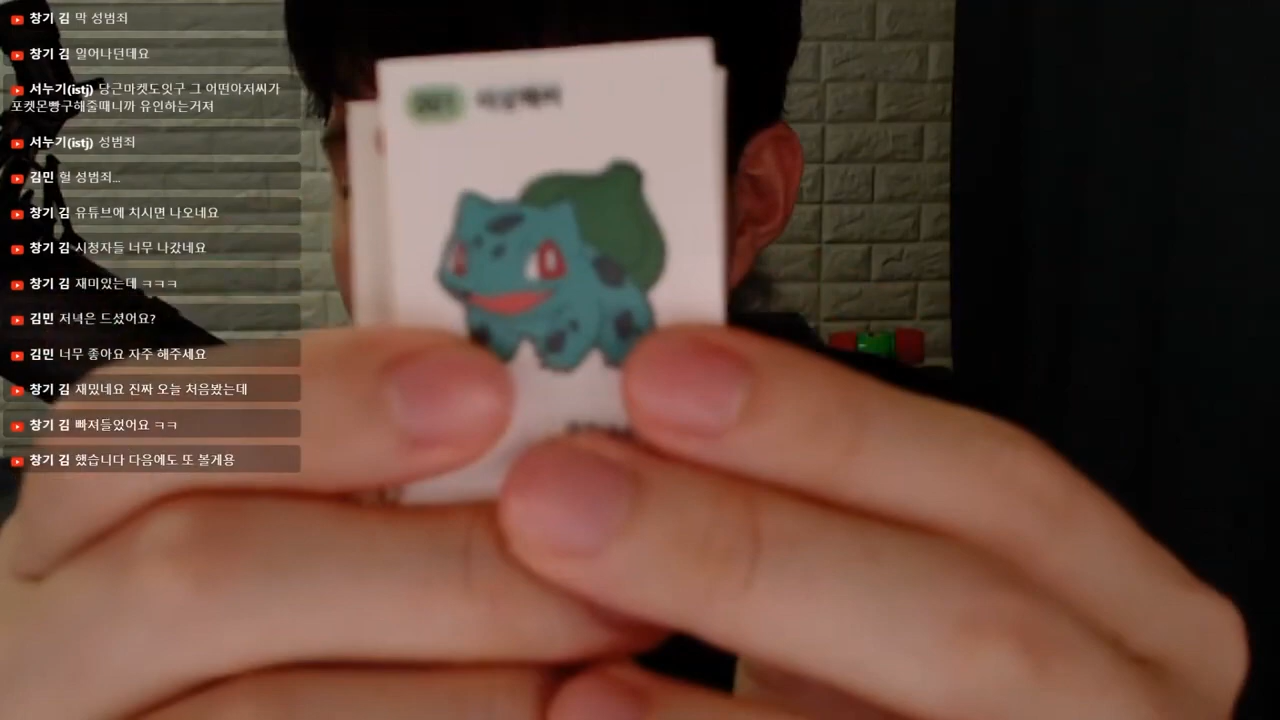 창기 김 막 성범죄
창기 김 일어나던데요
서누기(istj) 당근마켓도잇구 그 어떤아저씨가
포켓몬빵구해줄때니까 유인하는거져
서누기(istj) 성범죄
김민 헐 성범죄...
창기 김 유튜브에 치시면 나오네요
창기 김 시청자들 너무 나갔네요
창기 김 재미있는데 ㅋㅋㅋ
김민 저녁은 드셨어요?
김민 너무 좋아요 자주 해주세요
창기 김 재밌네요 진짜 오늘 처음봤는데
창기 김 빠져들었어요 ㅋㅋ
창기 김 했습니다 다음에도 또 볼게용
001 이상해씨